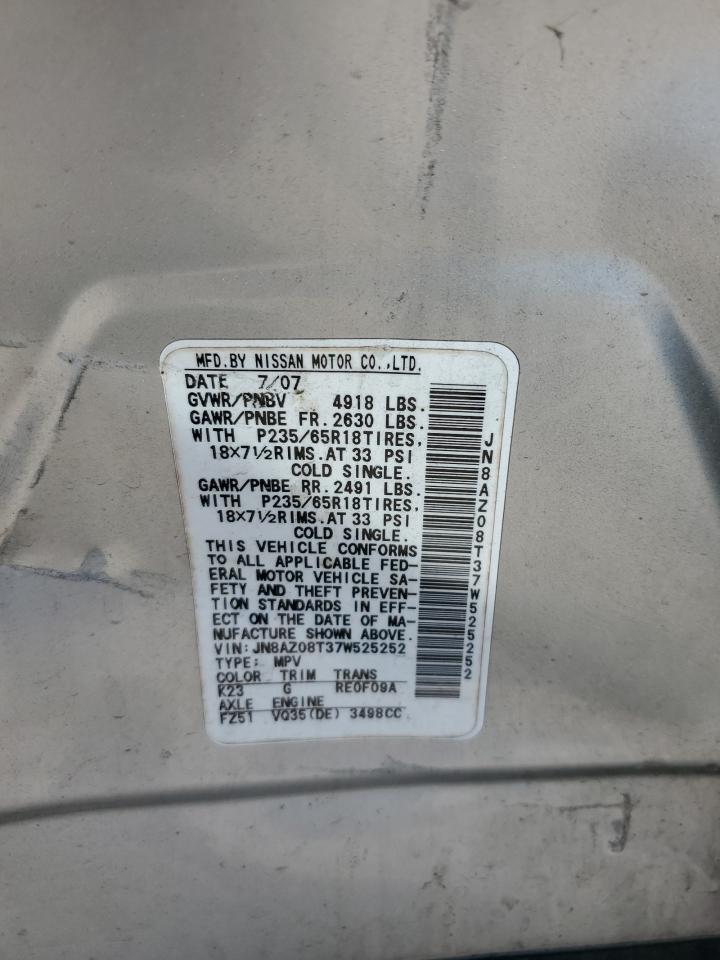 MFD.BY NISSAN MOTOR CO.,LTD.
DATE 7/07
GVWR/PNBV 4918 LBS.
GAWR/PNBE FR. 2630 LBS.
WITH P235/65R18TIRES,
18×7½RIMS.AT 33 PSI
COLD SINGLE.
GAWR/PNBE RR. 2491 LBS.
WITH P235/65R18TIRES,
18×7½RIMS.AT 33 PSI
COLD SINGLE.
THIS VEHICLE CONFORMS
TO ALL APPLICABLE FED-
ERAL MOTOR VEHICLE SA-
FETY AND THEFT PREVEN-
TION STANDARDS IN EFF-
ECT ON THE DATE OF MA-
NUFACTURE SHOWN ABOVE.
VIN: JN8AZ08T37W525252
TYPE: MPV
COLOR TRIM TRANS
K23 G RE0F09A
AXLE ENGINE
FZ51 VQ35(DE) 3498CC
JN8AZ08T37W525252